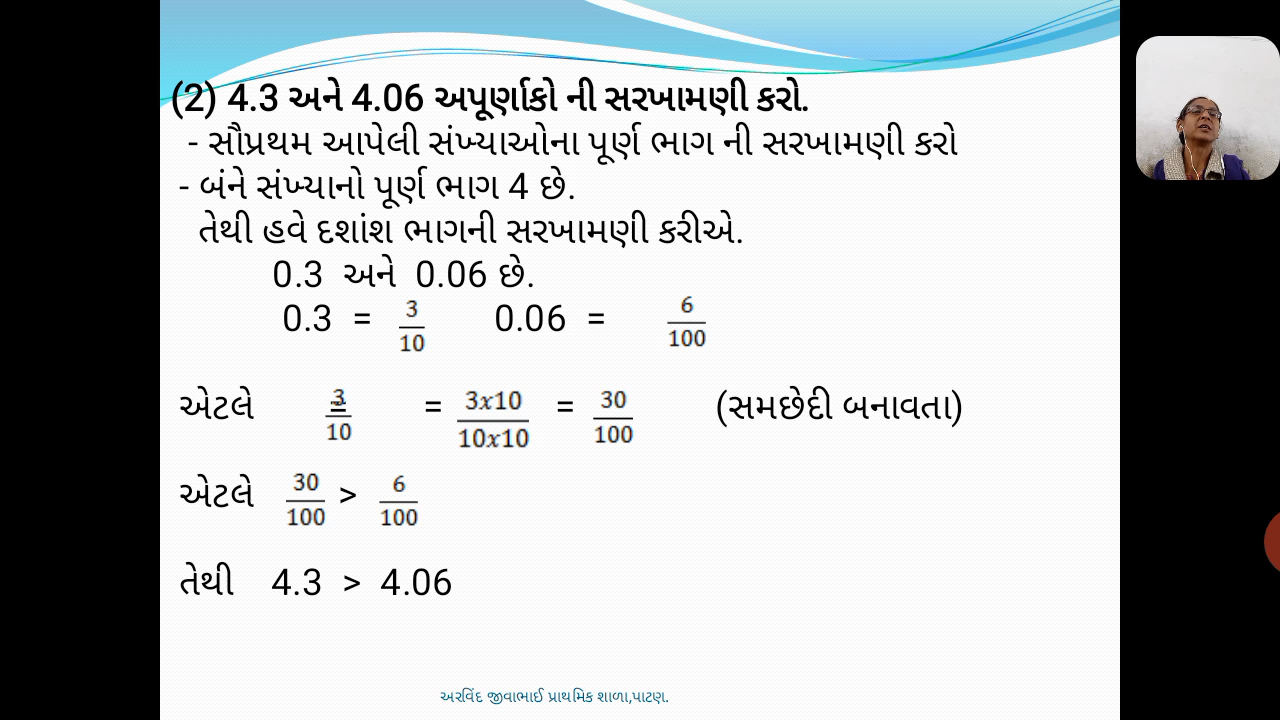 (2) 4.3 અને 4.06 અપૂર્ણાકો ની સરખામણી કરો.
- સૌપ્રથમ આપેલી સંખ્યાઓના પૂર્ણ ભાગ ની સરખામણી કરો
- બંને સંખ્યાનો પૂર્ણ ભાગ 4 છે.
તેથી હવે દશાંશ ભાગની સરખામણી કરીએ.
0.3 અને 0.06 છે.
0.3 = 3/10 0.06 = 6/100
એટલે 3/10 = 3x10/10x10 = 30/100 (સમછેદી બનાવતા)
એટલે 30/100 > 6/100
તેથી 4.3 > 4.06
અરવિંદ જીવાભાઈ પ્રાથમિક શાળા,પાટણ.